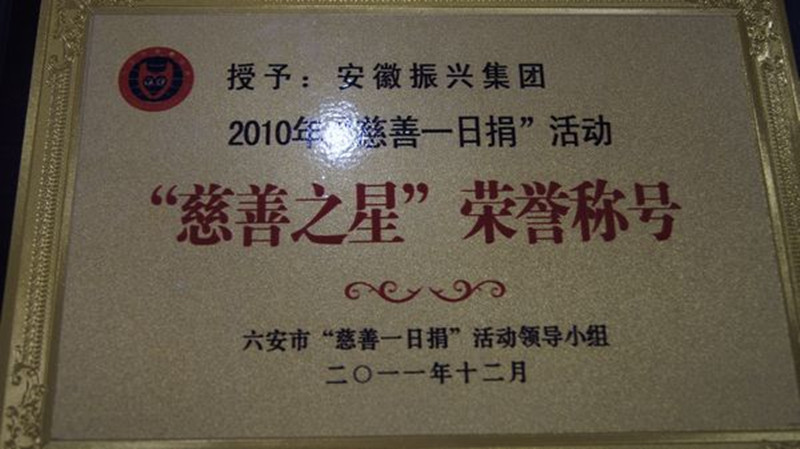 授予：安徽振兴集团
2010年“慈善一日捐”活动
“慈善之星”荣誉称号
六安市“慈善一日捐”活动领导小组
二〇一一年十二月